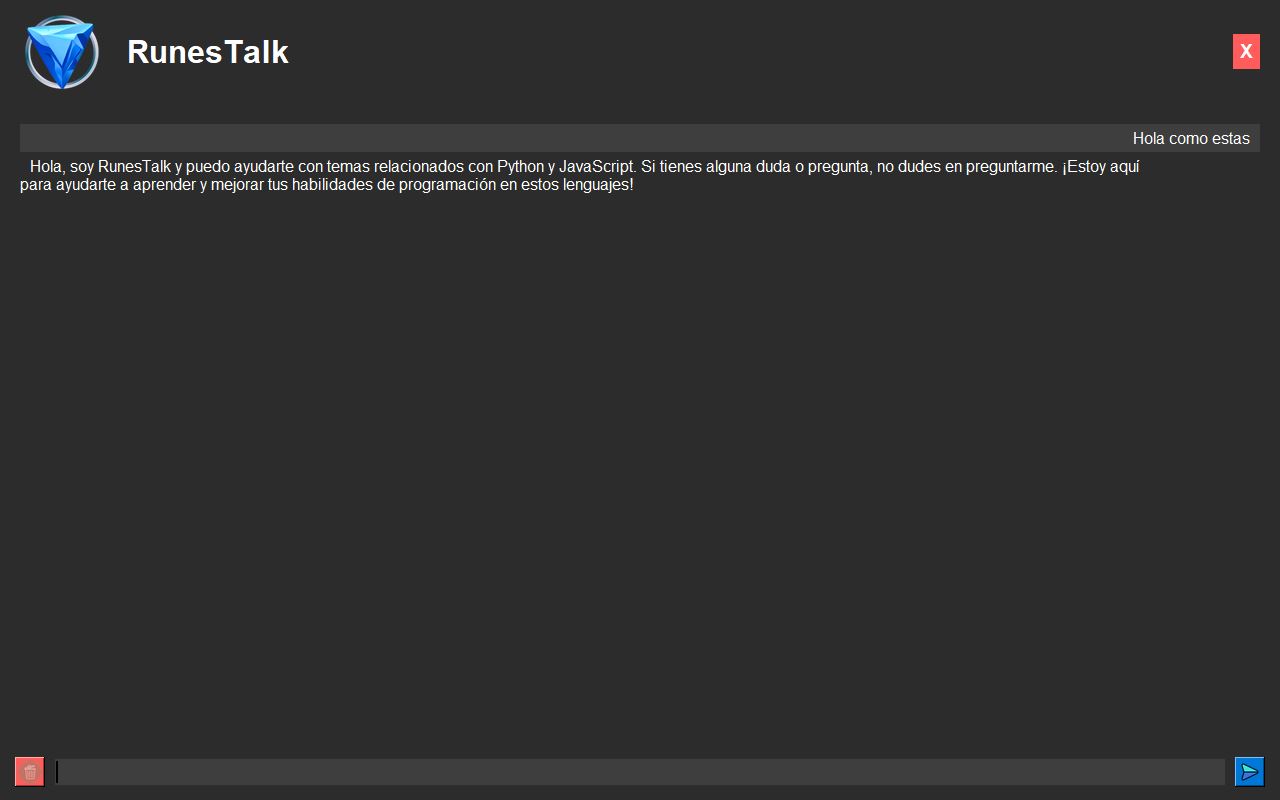 RunesTalk
X
Hola como estas
Hola, soy RunesTalk y puedo ayudarte con temas relacionados con Python y JavaScript. Si tienes alguna duda o pregunta, no dudes en preguntarme. ¡Estoy aquí
para ayudarte a aprender y mejorar tus habilidades de programación en estos lenguajes!